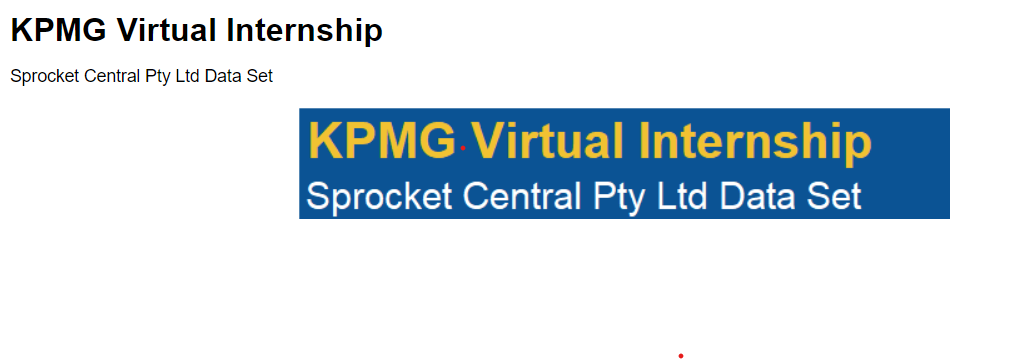 KPMG Virtual Internship
Sprocket Central Pty Ltd Data Set
KPMG Virtual Internship
Sprocket Central Pty Ltd Data Set